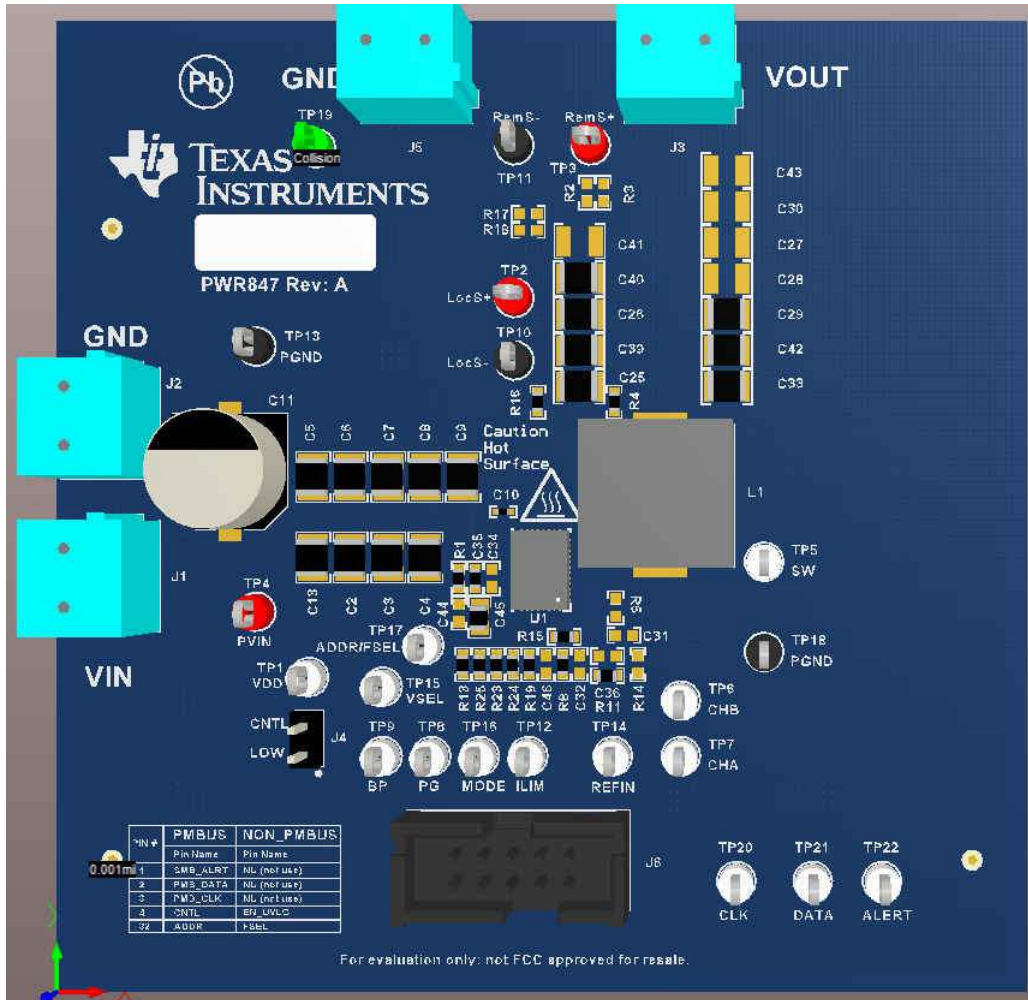 Pb
GND
VOUT
TP19
Collision
J5
RemS-
TP11
RemS+
TP3
J3
TEXAS
INSTRUMENTS
PWR847 Rev: A
R2
R3
R17
R18
C43
C30
C27
C28
C29
C42
C33
C41
C40
C26
C39
C25
TP2
LocS+
TP10
LocS-
R16
R4
GND
TP13
PGND
J2
C11
C5
C6
C7
C8
C9
Caution
Hot
Surface
C10
L1
J1
C13
C2
C3
C4
R1
C35
C34
C44
C45
U1
TP5
SW
TP4
PVIN
TP17
ADDR/FSEL
R15
C31
TP18
PGND
VIN
TP1
VDD
TP15
VSEL
R13
R25
R23
R24
R19
C46
R8
C32
C36
R11
R14
TP6
CHB
CNTL
LOW
J4
TP9
BP
TP8
PG
TP16
MODE
TP12
ILIM
TP14
REFIN
TP7
CHA
PIN # PMBUS NON_PMBUS
Pin Name Pin Name
1 SMB_ALRT NL (not use)
2 PMB_DATA NL (not use)
3 PMB_CLK NL (not use)
4 CNTL EN_UVLO
32 ADDR FSEL
J6
TP20
CLK
TP21
DATA
TP22
ALERT
For evaluation only: not FCC approved for resale.